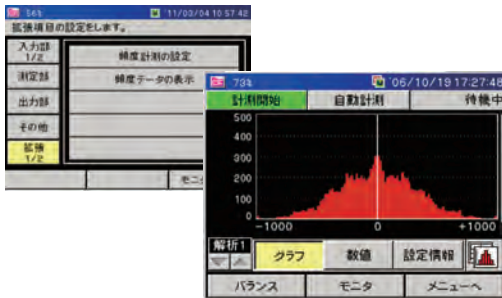 56%
11/03/04 10:57:42
拡張項目の設定をします。
入力部
1/2
頻度計測の設定
測定部
頻度データの表示
出力部
その他
拡張
1/2
73%
'06/10/19 17:27:48
計測開始
自動計測
待機中
500
400
300
200
100
0
-1000
0
+1000
解析1
グラフ
数値
設定情報
バランス
モニタ
メニューへ